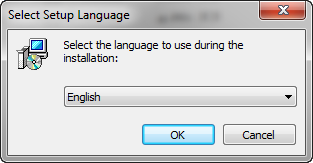 Select Setup Language
Select the language to use during the
installation:
English
OK
Cancel